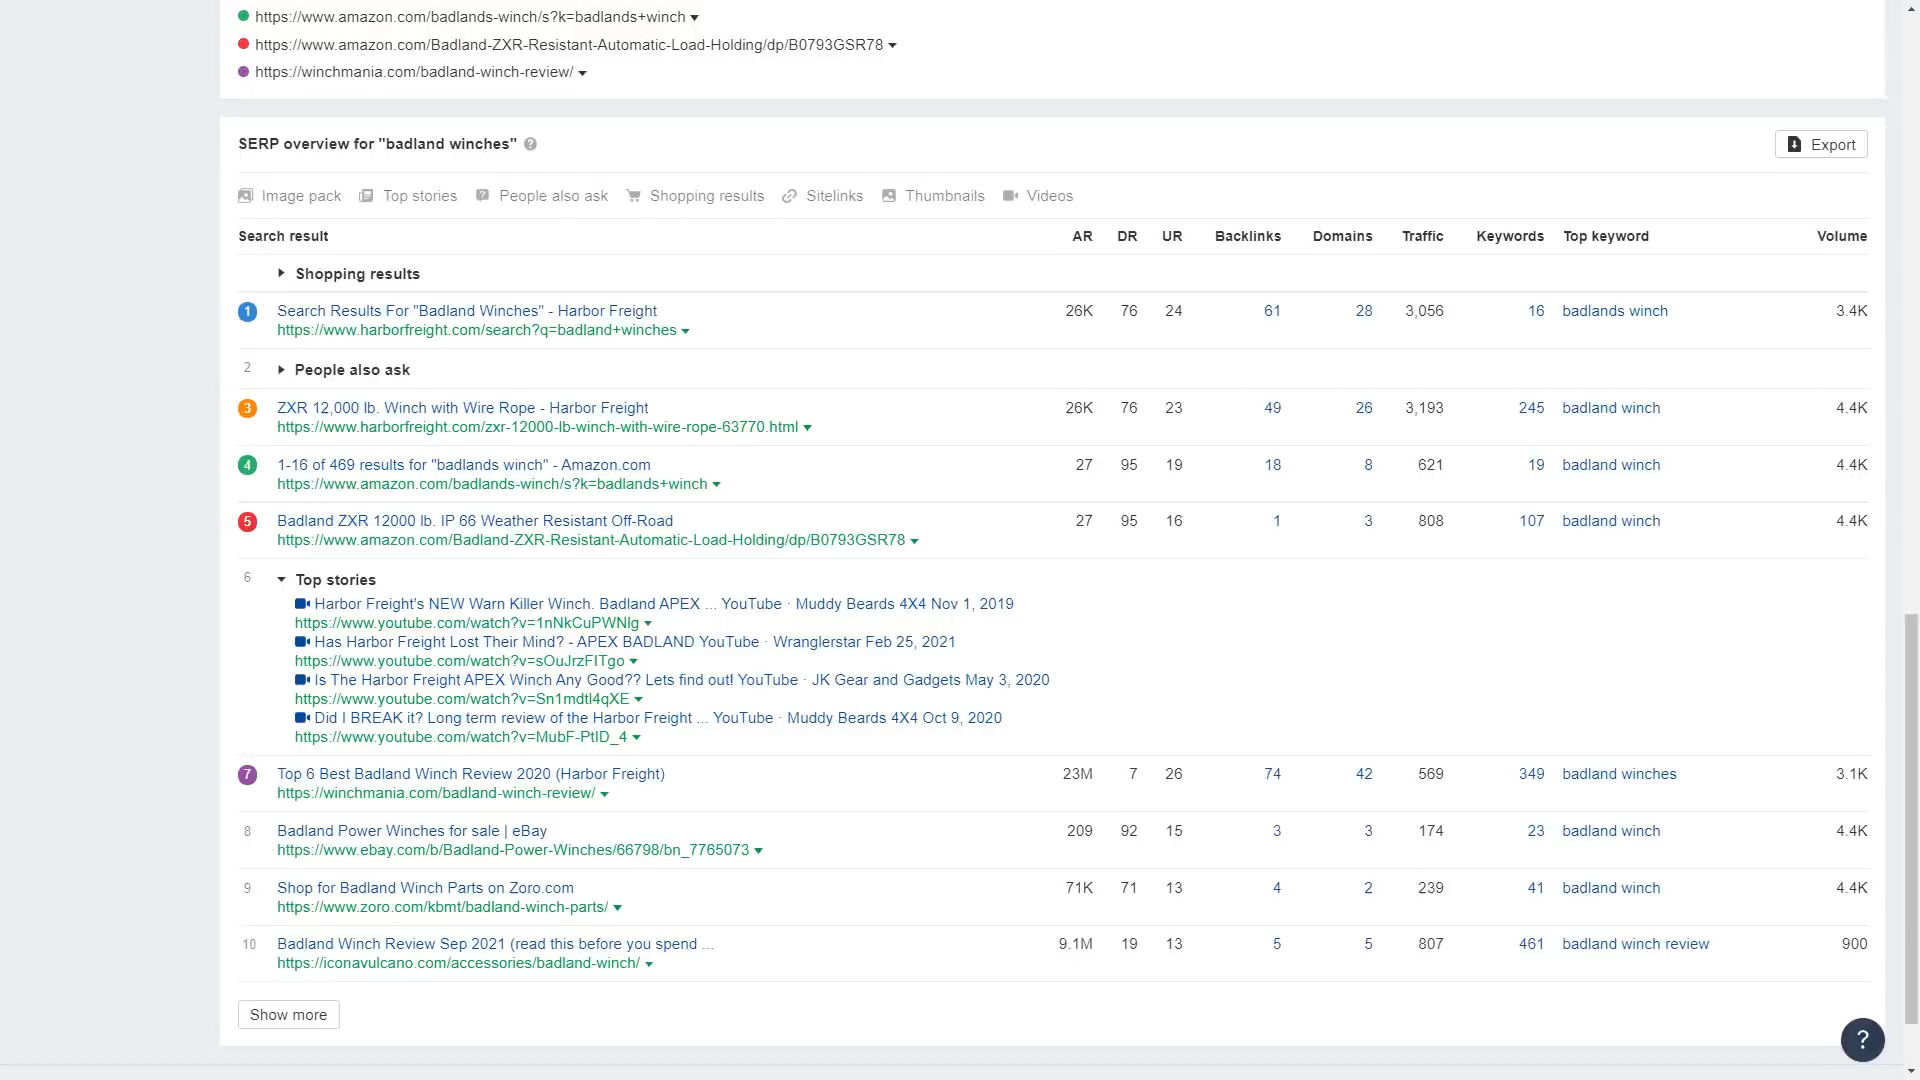 https://www.amazon.com/badlands-winch/s?k=badlands+winch
https://www.amazon.com/Badland-ZXR-Resistant-Automatic-Load-Holding/dp/B0793GSR78
https://winchmania.com/badland-winch-review/
SERP overview for "badland winches" ?
Export
Image pack Top stories People also ask Shopping results Sitelinks Thumbnails Videos
Search result AR DR UR Backlinks Domains Traffic Keywords Top keyword Volume
Shopping results
1 Search Results For "Badland Winches" - Harbor Freight 26K 76 24 61 28 3,056 16 badlands winch 3.4K
https://www.harborfreight.com/search?q=badland+winches
2 People also ask
3 ZXR 12,000 lb. Winch with Wire Rope - Harbor Freight 26K 76 23 49 26 3,193 245 badland winch 4.4K
https://www.harborfreight.com/zxr-12000-lb-winch-with-wire-rope-63770.html
4 1-16 of 469 results for "badlands winch" - Amazon.com 27 95 19 18 8 621 19 badland winch 4.4K
https://www.amazon.com/badlands-winch/s?k=badlands+winch
5 Badland ZXR 12000 lb. IP 66 Weather Resistant Off-Road 27 95 16 1 3 808 107 badland winch 4.4K
https://www.amazon.com/Badland-ZXR-Resistant-Automatic-Load-Holding/dp/B0793GSR78
6 Top stories
Harbor Freight's NEW Warn Killer Winch. Badland APEX ... YouTube · Muddy Beards 4X4 Nov 1, 2019
https://www.youtube.com/watch?v=1nNkCuPWNlg
Has Harbor Freight Lost Their Mind? - APEX BADLAND YouTube · Wranglerstar Feb 25, 2021
https://www.youtube.com/watch?v=sOuJrzFITgo
Is The Harbor Freight APEX Winch Any Good?? Lets find out! YouTube · JK Gear and Gadgets May 3, 2020
https://www.youtube.com/watch?v=Sn1mdtl4qXE
Did I BREAK it? Long term review of the Harbor Freight ... YouTube · Muddy Beards 4X4 Oct 9, 2020
https://www.youtube.com/watch?v=MubF-PtID_4
7 Top 6 Best Badland Winch Review 2020 (Harbor Freight) 23M 7 26 74 42 569 349 badland winches 3.1K
https://winchmania.com/badland-winch-review/
8 Badland Power Winches for sale | eBay 209 92 15 3 3 174 23 badland winch 4.4K
https://www.ebay.com/b/Badland-Power-Winches/66798/bn_7765073
9 Shop for Badland Winch Parts on Zoro.com 71K 71 13 4 2 239 41 badland winch 4.4K
https://www.zoro.com/kbmt/badland-winch-parts/
10 Badland Winch Review Sep 2021 (read this before you spend ... 9.1M 19 13 5 5 807 461 badland winch review 900
https://iconavulcano.com/accessories/badland-winch/
Show more
?